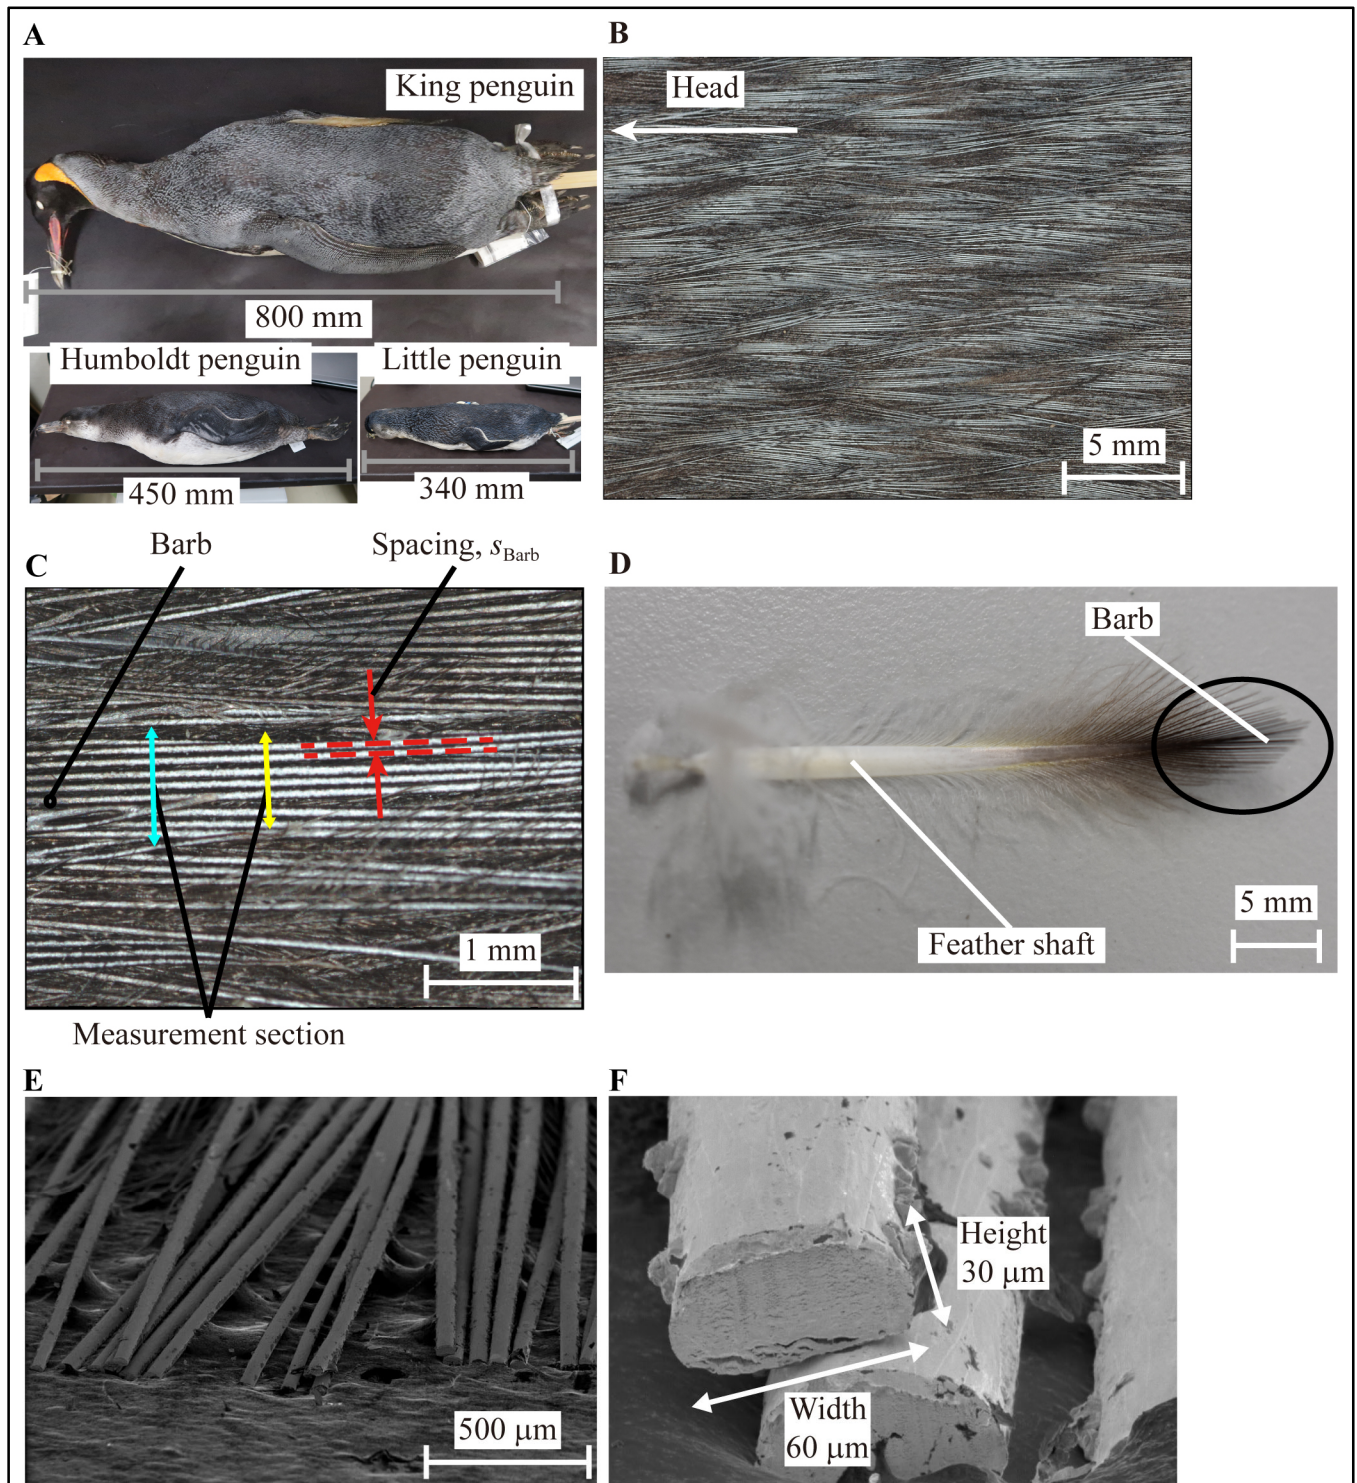 A
King penguin
800 mm
Humboldt penguin
Little penguin
450 mm
340 mm
B
Head
5 mm
C
Barb
Spacing, sBarb
1 mm
Measurement section
D
Barb
Feather shaft
5 mm
E
500 μm
F
Height
30 μm
Width
60 μm